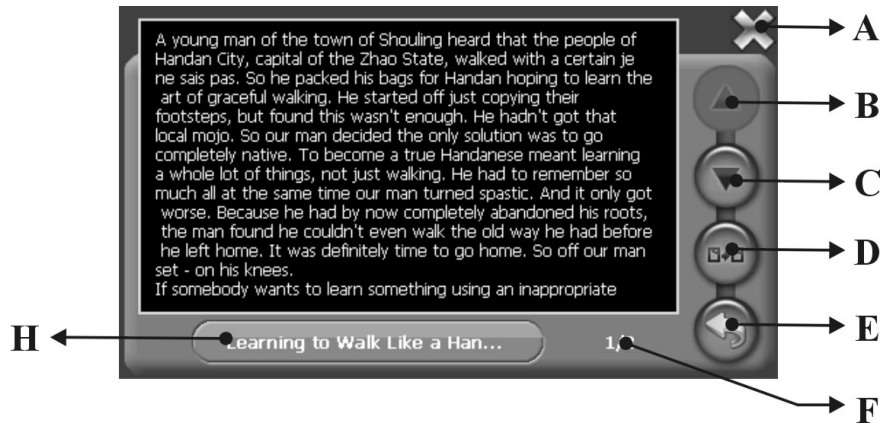 A young man of the town of Shouling heard that the people of
Handan City, capital of the Zhao State, walked with a certain je
ne sais pas. So he packed his bags for Handan hoping to learn the
art of graceful walking. He started off just copying their
footsteps, but found this wasn't enough. He hadn't got that
local mojo. So our man decided the only solution was to go
completely native. To become a true Handanese meant learning
a whole lot of things, not just walking. He had to remember so
much all at the same time our man turned spastic. And it only got
worse. Because he had by now completely abandoned his roots,
the man found he couldn't even walk the old way he had before
he left home. It was definitely time to go home. So off our man
set - on his knees.
If somebody wants to learn something using an inappropriate
Learning to Walk Like a Han...
1/
A
B
C
D
E
F
H